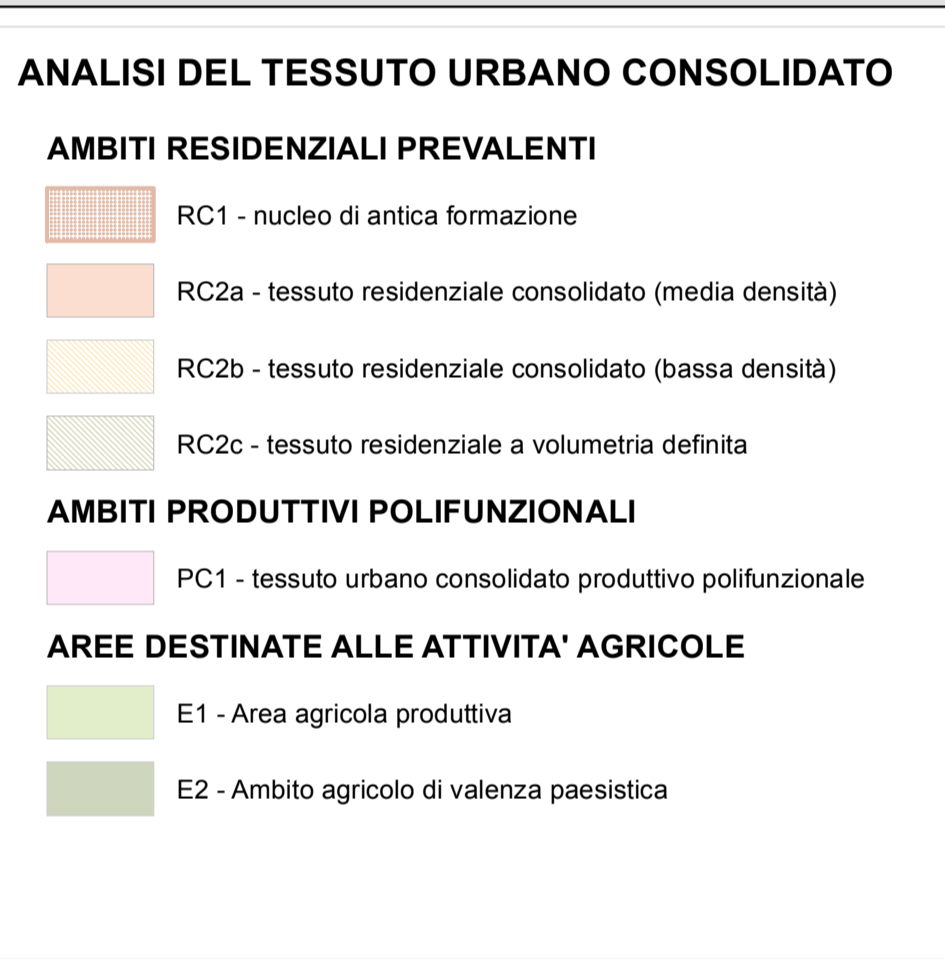 ANALISI DEL TESSUTO URBANO CONSOLIDATO
AMBITI RESIDENZIALI PREVALENTI
RC1 - nucleo di antica formazione
RC2a - tessuto residenziale consolidato (media densità)
RC2b - tessuto residenziale consolidato (bassa densità)
RC2c - tessuto residenziale a volumetria definita
AMBITI PRODUTTIVI POLIFUNZIONALI
PC1 - tessuto urbano consolidato produttivo polifunzionale
AREE DESTINATE ALLE ATTIVITA' AGRICOLE
E1 - Area agricola produttiva
E2 - Ambito agricolo di valenza paesistica